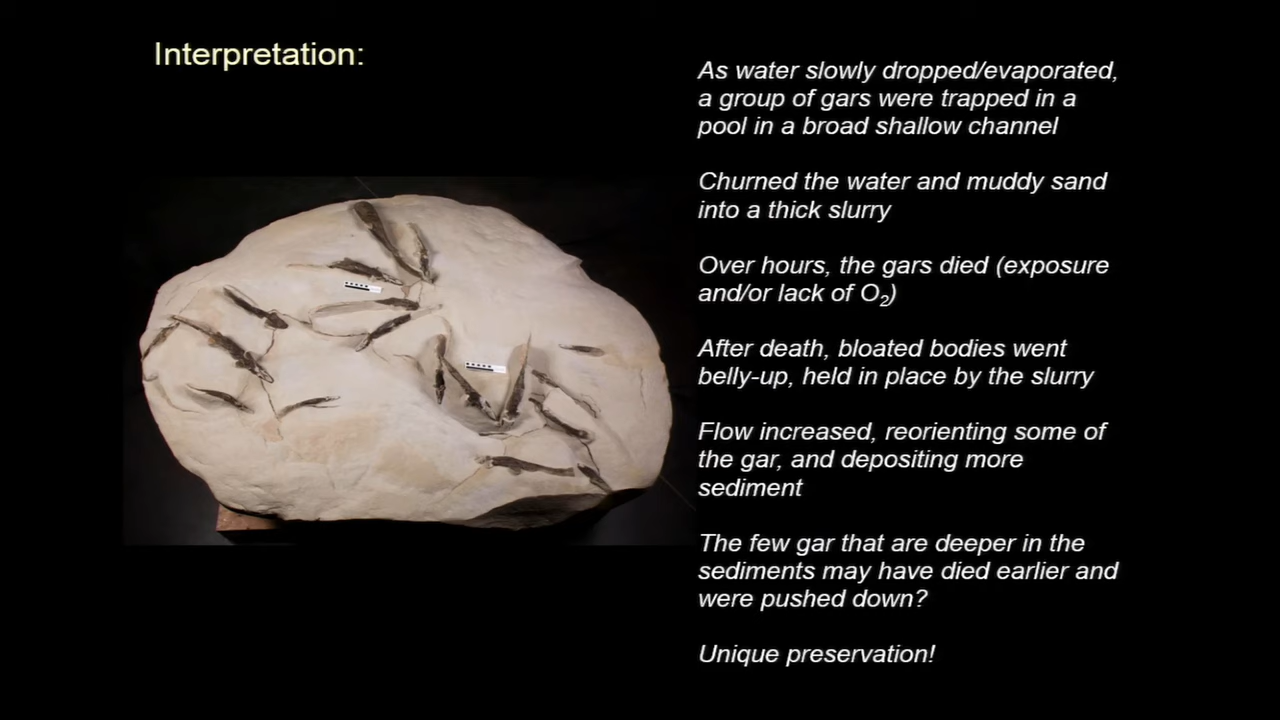 Interpretation:
As water slowly dropped/evaporated,
a group of gars were trapped in a
pool in a broad shallow channel
Churned the water and muddy sand
into a thick slurry
Over hours, the gars died (exposure
and/or lack of O₂)
After death, bloated bodies went
belly-up, held in place by the slurry
Flow increased, reorienting some of
the gar, and depositing more
sediment
The few gar that are deeper in the
sediments may have died earlier and
were pushed down?
Unique preservation!